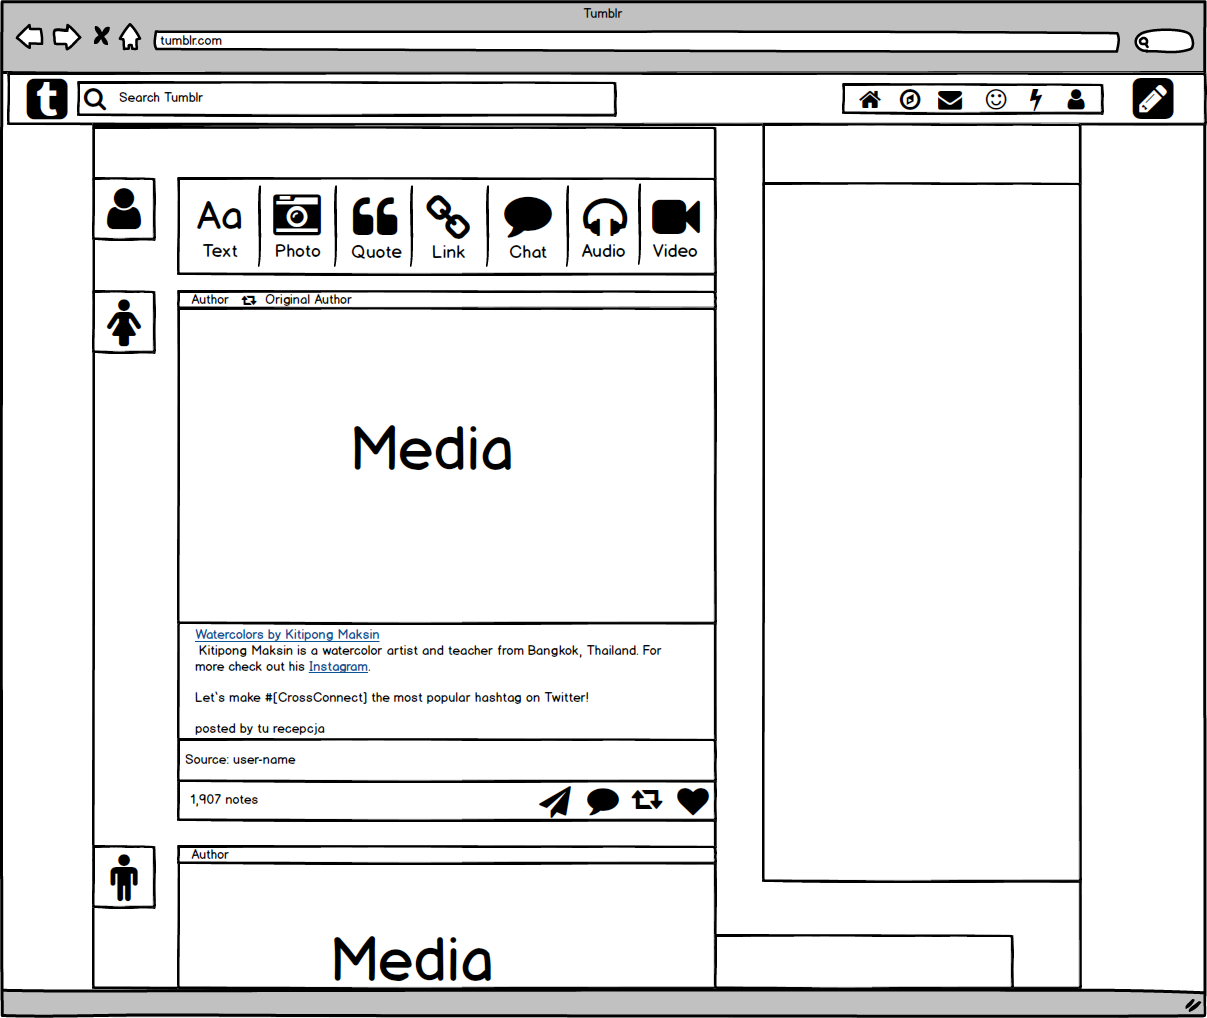 Tumblr
tumblr.com
t
Search Tumblr
Aa
Text
Photo
Quote
Link
Chat
Audio
Video
Author
Original Author
Media
Watercolors by Kitipong Maksin
Kitipong Maksin is a watercolor artist and teacher from Bangkok, Thailand. For
more check out his Instagram.
Let`s make #[CrossConnect] the most popular hashtag on Twitter!
posted by tu recepcja
Source: user-name
1,907 notes
Author
Media